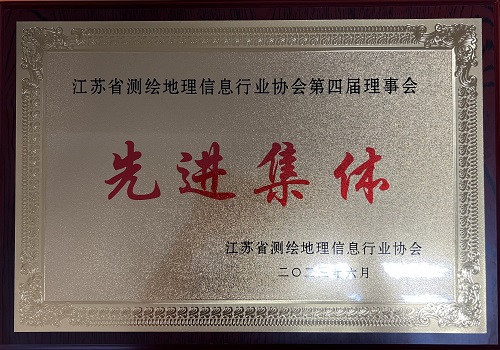 江苏省测绘地理信息行业协会第四届理事会
先进集体
江苏省测绘地理信息行业协会
二〇二三年六月